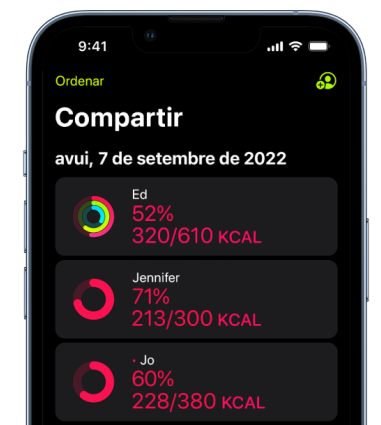 9:41
Ordenar
Compartir
avui, 7 de setembre de 2022
Ed
52%
320/610 KCAL
Jennifer
71%
213/300 KCAL
· Jo
60%
228/380 KCAL